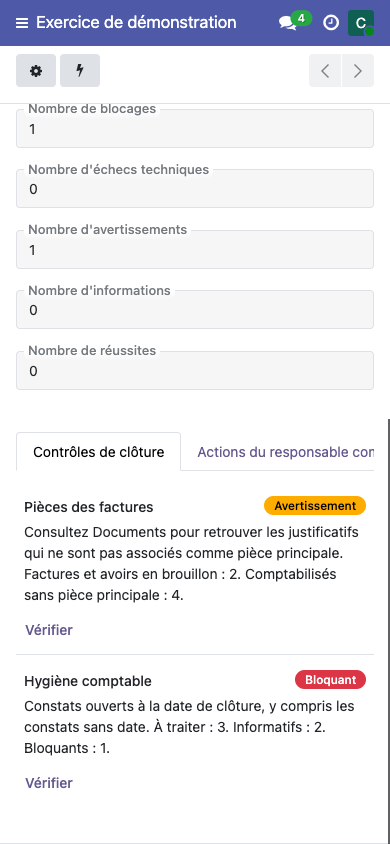 Exercice de démonstration
4
C
Nombre de blocages
1
Nombre d'échecs techniques
0
Nombre d'avertissements
1
Nombre d'informations
0
Nombre de réussites
0
Contrôles de clôture
Actions du responsable con
Pièces des factures
Avertissement
Consultez Documents pour retrouver les justificatifs
qui ne sont pas associés comme pièce principale.
Factures et avoirs en brouillon : 2. Comptabilisés
sans pièce principale : 4.
Vérifier
Hygiène comptable
Bloquant
Constats ouverts à la date de clôture, y compris les
constats sans date. À traiter : 3. Informatifs : 2.
Bloquants : 1.
Vérifier